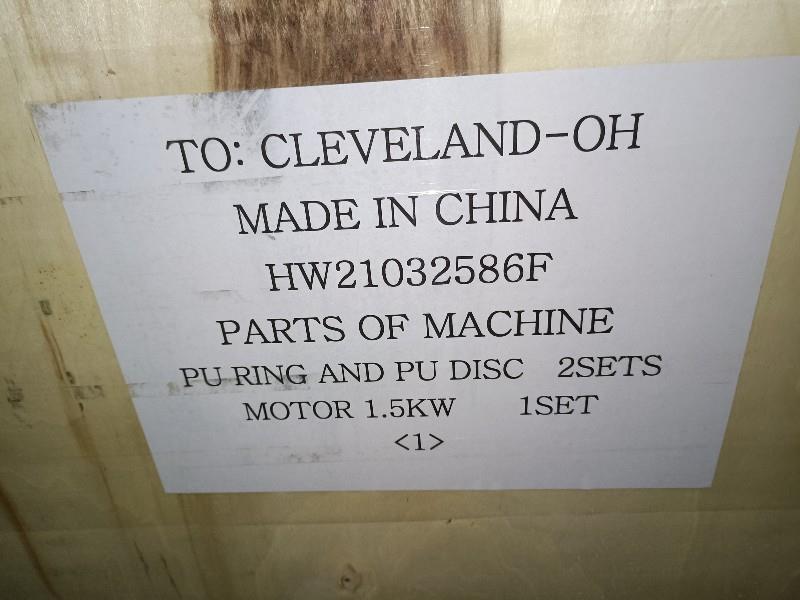 TO: CLEVELAND-OH
MADE IN CHINA
HW21032586F
PARTS OF MACHINE
PU RING AND PU DISC 2SETS
MOTOR 1.5KW 1SET
<1>